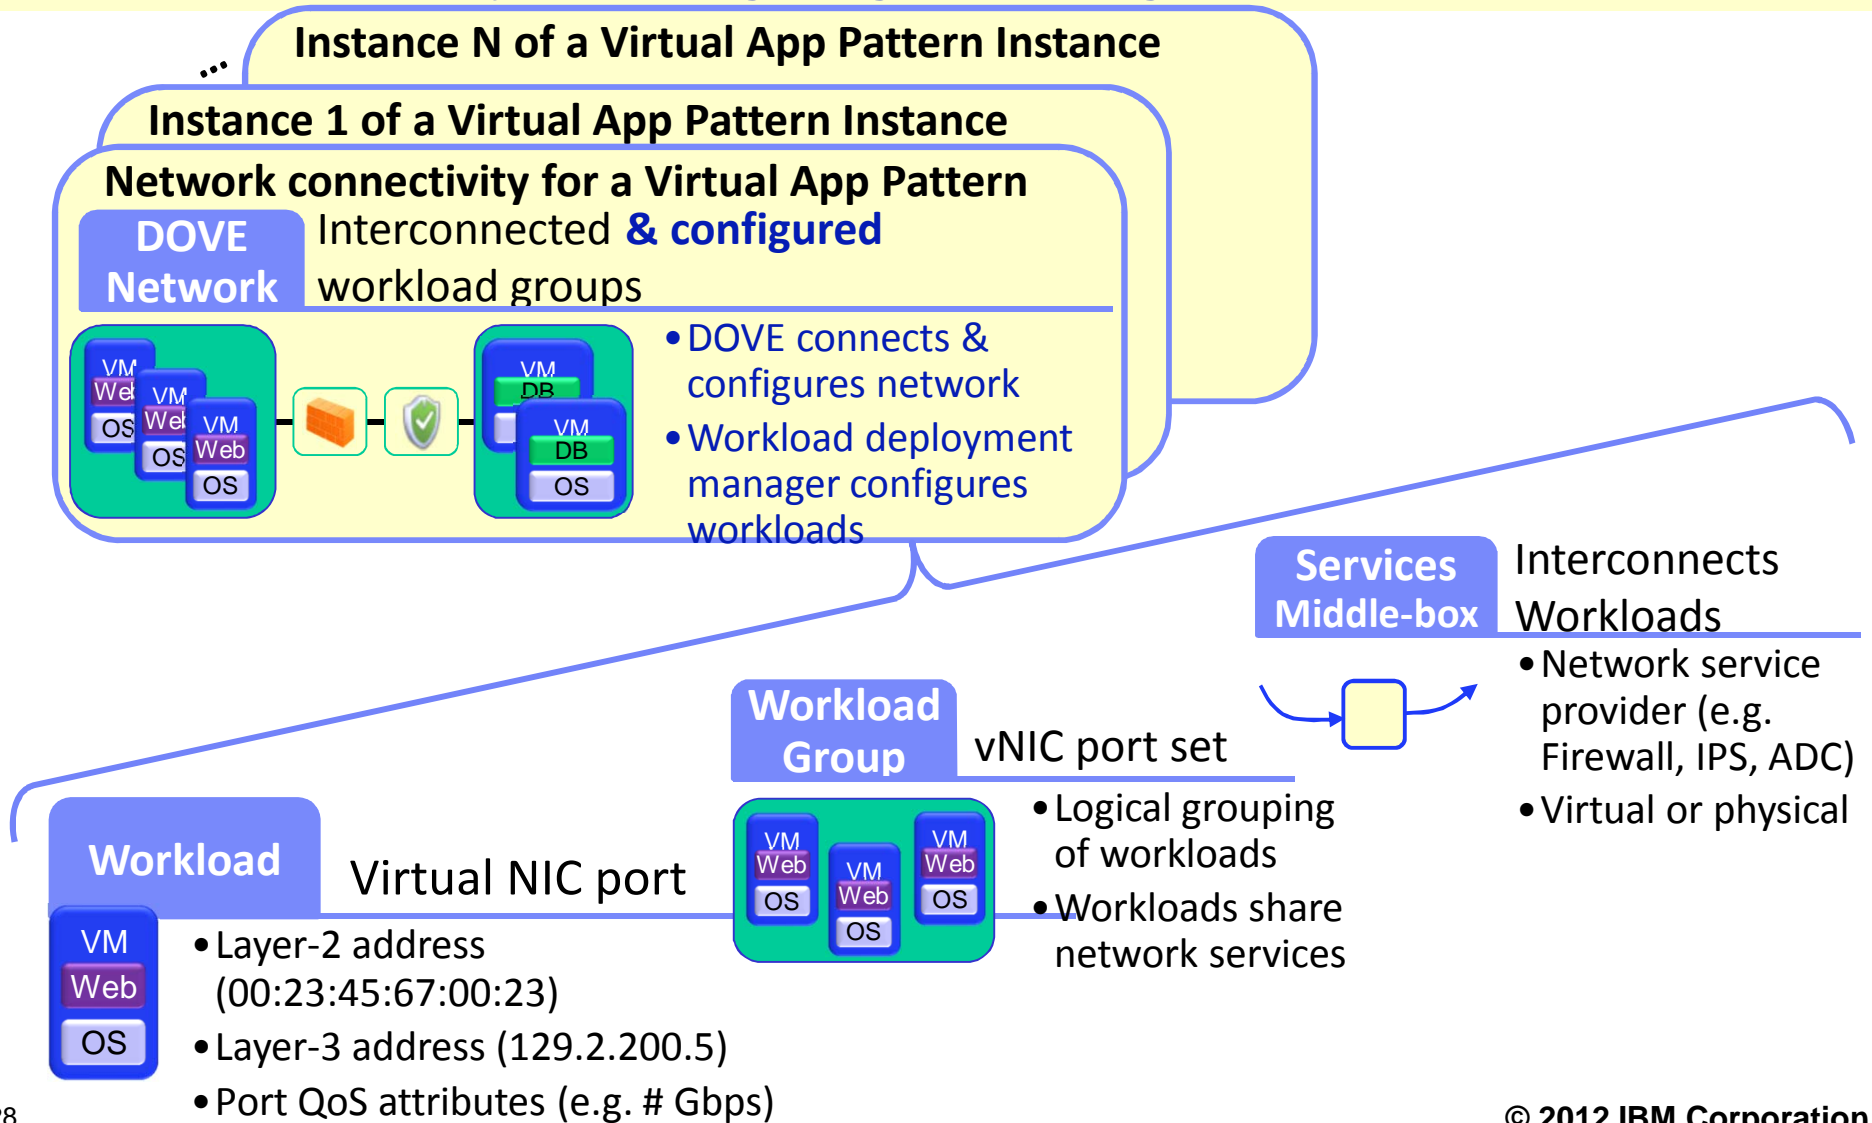 Instance N of a Virtual App Pattern Instance
...
Instance 1 of a Virtual App Pattern Instance
Network connectivity for a Virtual App Pattern
DOVE
Network
Interconnected & configured
workload groups
VM
Web
OS
VM
Web
OS
VM
Web
OS
VM
DB
VM
DB
OS
•DOVE connects &
configures network
•Workload deployment
manager configures
workloads
Services
Middle-box
Interconnects
Workloads
•Network service
provider (e.g.
Firewall, IPS, ADC)
•Virtual or physical
Workload
Group
vNIC port set
VM
Web
OS
VM
Web
OS
VM
Web
OS
•Logical grouping
of workloads
•Workloads share
network services
Workload
Virtual NIC port
VM
Web
OS
•Layer-2 address
(00:23:45:67:00:23)
•Layer-3 address (129.2.200.5)
•Port QoS attributes (e.g. # Gbps)
28
© 2012 IBM Corporation